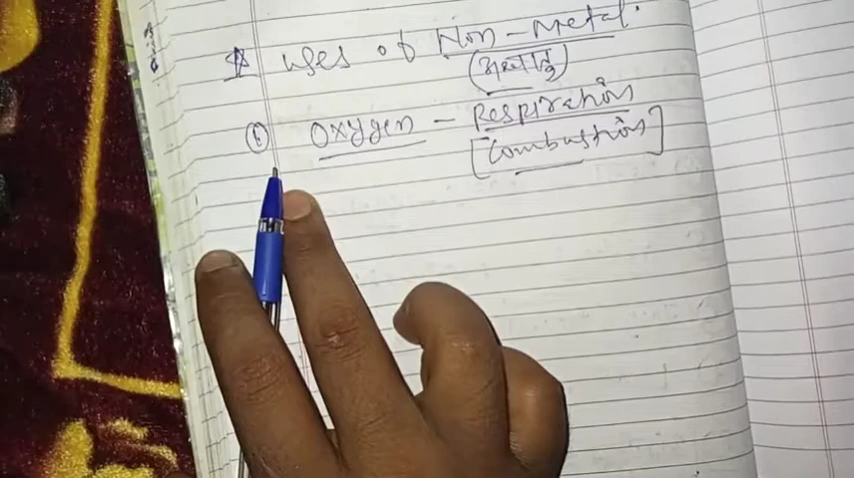 uses of Non-Metal.
(अधातु)
① Oxygen - Respiration
[Combustion]